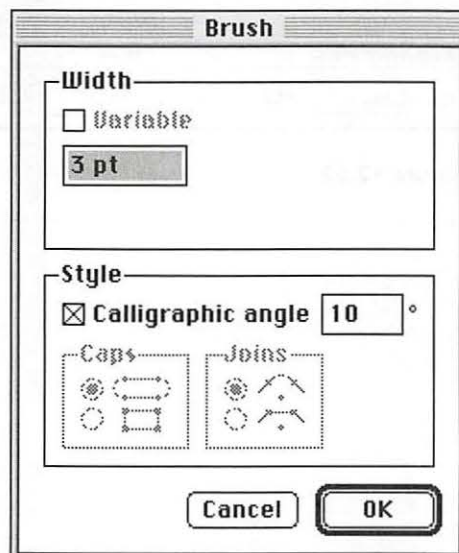 Brush
Width
Variable
3 pt
Style
Calligraphic angle 10 °
Caps Joins
Cancel OK